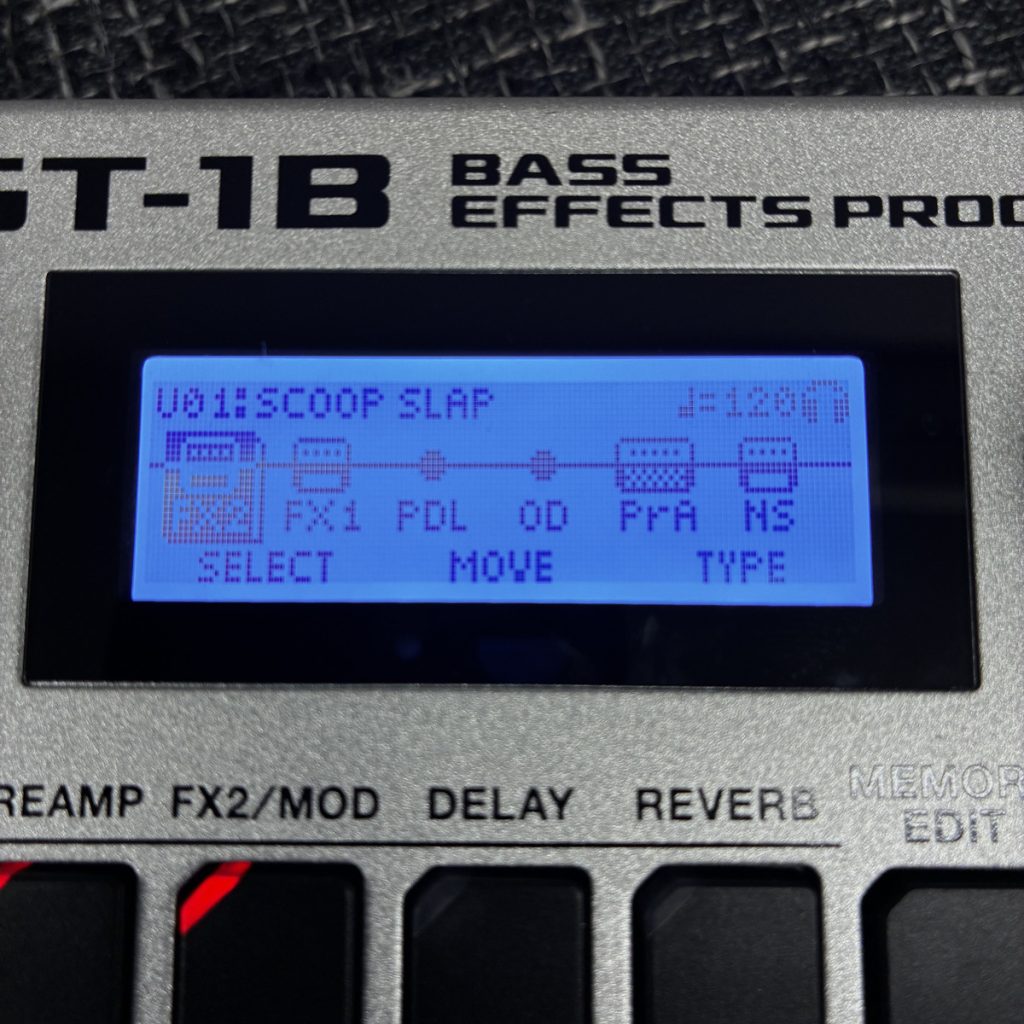 GT-1B
BASS
EFFECTS PROC
U01:SCOOP SLAP ♩=120
FX2 FX1 PDL OD PrA NS
SELECT MOVE TYPE
REAMP FX2/MOD DELAY REVERB MEMOR
EDIT